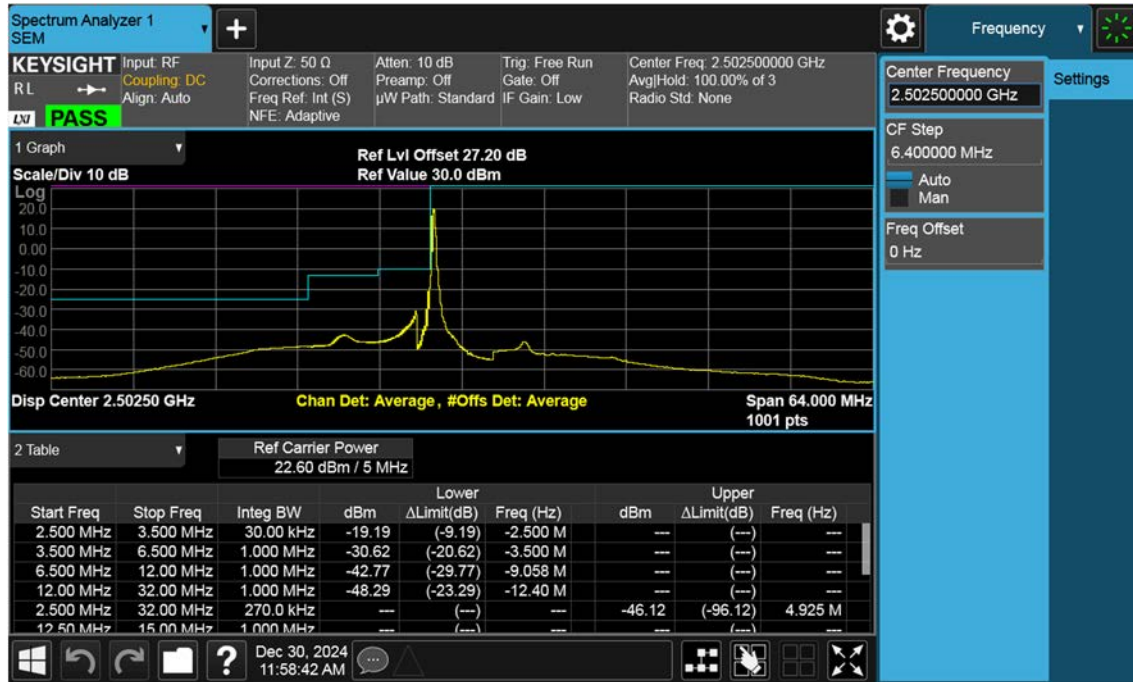 Spectrum Analyzer 1
SEM
+
Frequency
KEYSIGHT
R L
LXI
PASS
Input: RF
Coupling: DC
Align: Auto
Input Z: 50 Ω
Corrections: Off
Freq Ref: Int (S)
NFE: Adaptive
Atten: 10 dB
Preamp: Off
µW Path: Standard
Trig: Free Run
Gate: Off
IF Gain: Low
Center Freq: 2.502500000 GHz
Avg|Hold: 100.00% of 3
Radio Std: None
Center Frequency
2.502500000 GHz
Settings
CF Step
6.400000 MHz
Auto
Man
Freq Offset
0 Hz
1 Graph
Ref Lvl Offset 27.20 dB
Scale/Div 10 dB
Ref Value 30.0 dBm
Log
20.0
10.0
0.00
-10.0
-20.0
-30.0
-40.0
-50.0
-60.0
Disp Center 2.50250 GHz
Chan Det: Average, #Offs Det: Average
Span 64.000 MHz
1001 pts
2 Table
Ref Carrier Power
22.60 dBm / 5 MHz
Lower Upper
Start Freq Stop Freq Integ BW dBm ΔLimit(dB) Freq (Hz) dBm ΔLimit(dB) Freq (Hz)
2.500 MHz 3.500 MHz 30.00 kHz -19.19 (-9.19) -2.500 M --- (---) ---
3.500 MHz 6.500 MHz 1.000 MHz -30.62 (-20.62) -3.500 M --- (---) ---
6.500 MHz 12.00 MHz 1.000 MHz -42.77 (-29.77) -9.058 M --- (---) ---
12.00 MHz 32.00 MHz 1.000 MHz -48.29 (-23.29) -12.40 M --- (---) ---
2.500 MHz 32.00 MHz 270.0 kHz --- (---) --- -46.12 (-96.12) 4.925 M
12.50 MHz 15.00 MHz 1.000 MHz --- (---) --- --- (---) ---
?
Dec 30, 2024
11:58:42 AM